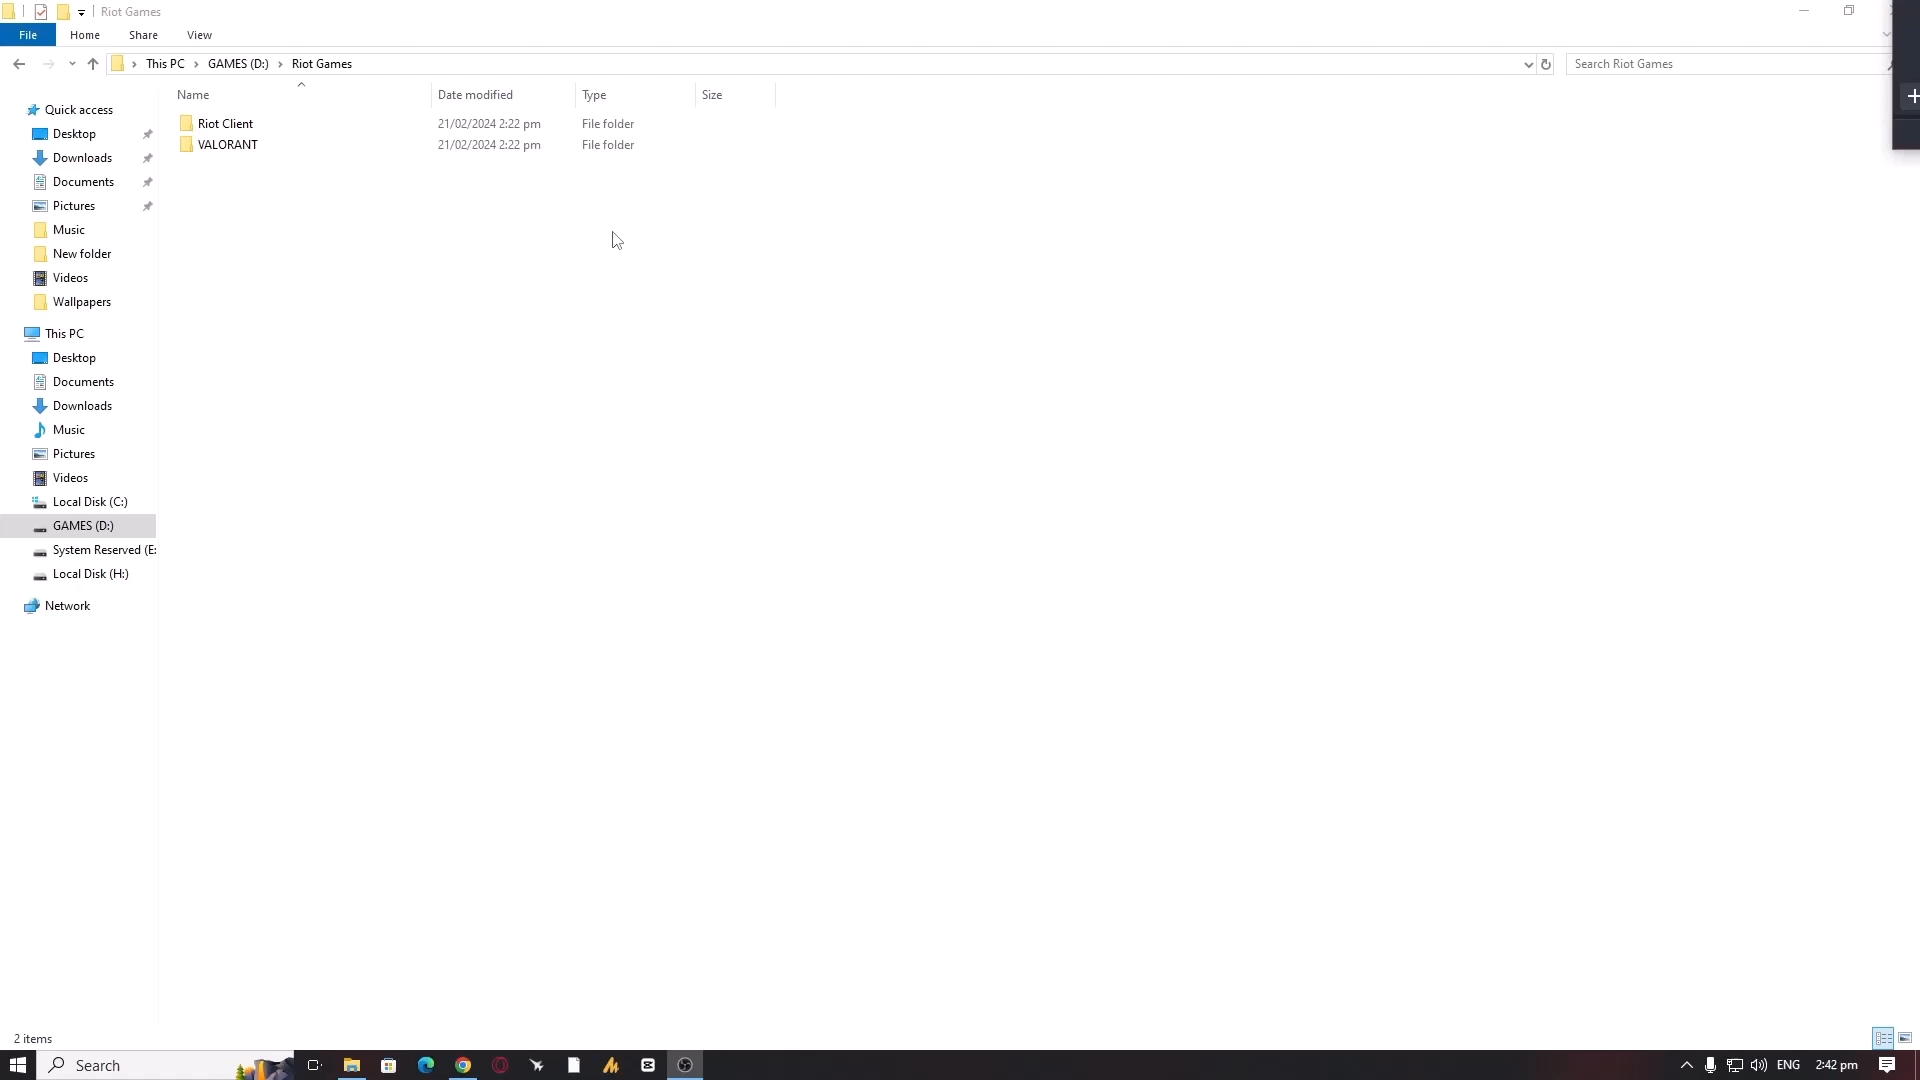 Riot Games
File Home Share View
This PC GAMES (D:) Riot Games Search Riot Games
Name Date modified Type Size
Riot Client 21/02/2024 2:22 pm File folder
VALORANT 21/02/2024 2:22 pm File folder
Quick access
Desktop
Downloads
Documents
Pictures
Music
New folder
Videos
Wallpapers
This PC
Desktop
Documents
Downloads
Music
Pictures
Videos
Local Disk (C:)
GAMES (D:)
System Reserved (E:
Local Disk (H:)
Network
2 items
Search ENG 2:42 pm